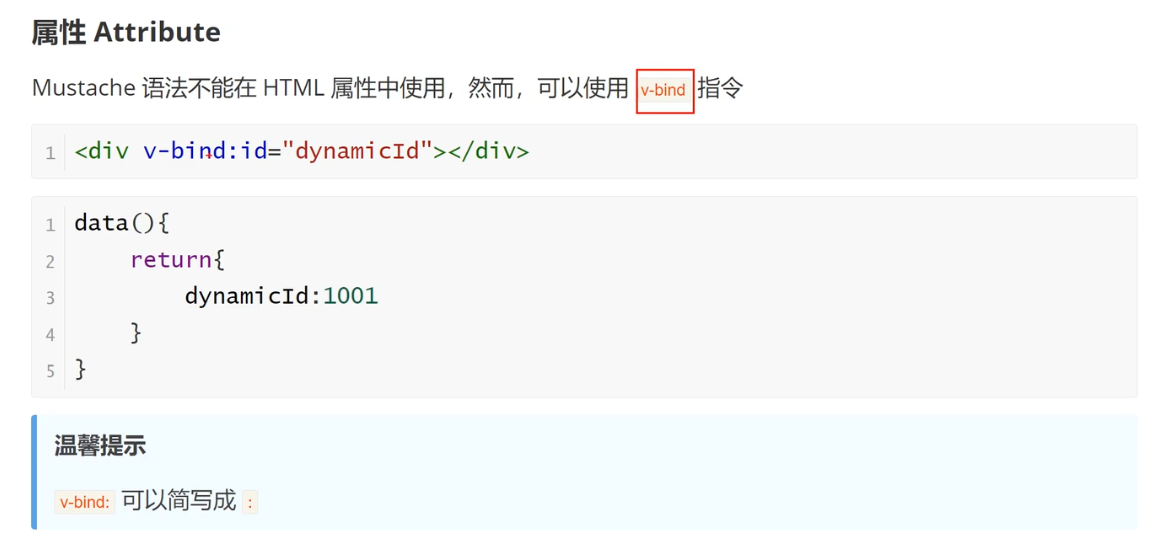 属性 Attribute
Mustache 语法不能在 HTML 属性中使用，然而，可以使用 v-bind 指令
1 <div v-bind:id="dynamicId"></div>
1 data(){
2 return{
3 dynamicId:1001
4 }
5 }
温馨提示
v-bind: 可以简写成 :